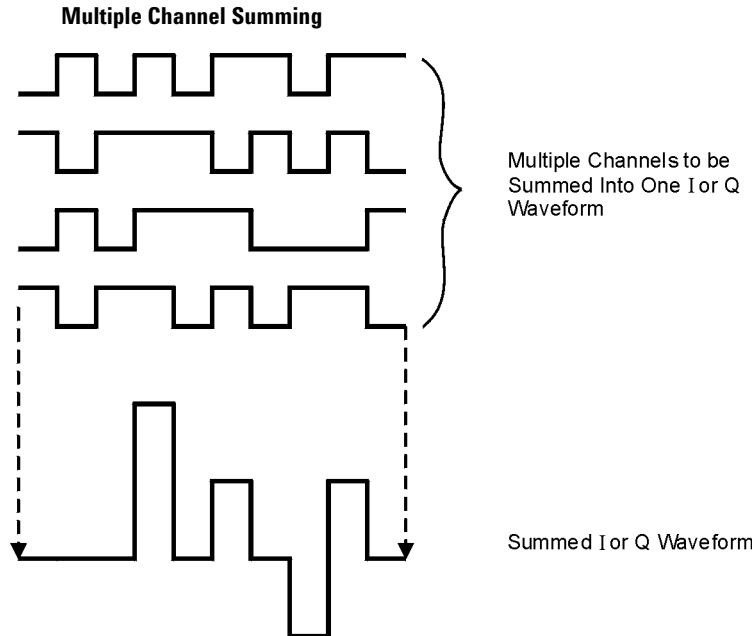 Multiple Channel Summing
Multiple Channels to be
Summed Into One I or Q
Waveform
Summed I or Q Waveform